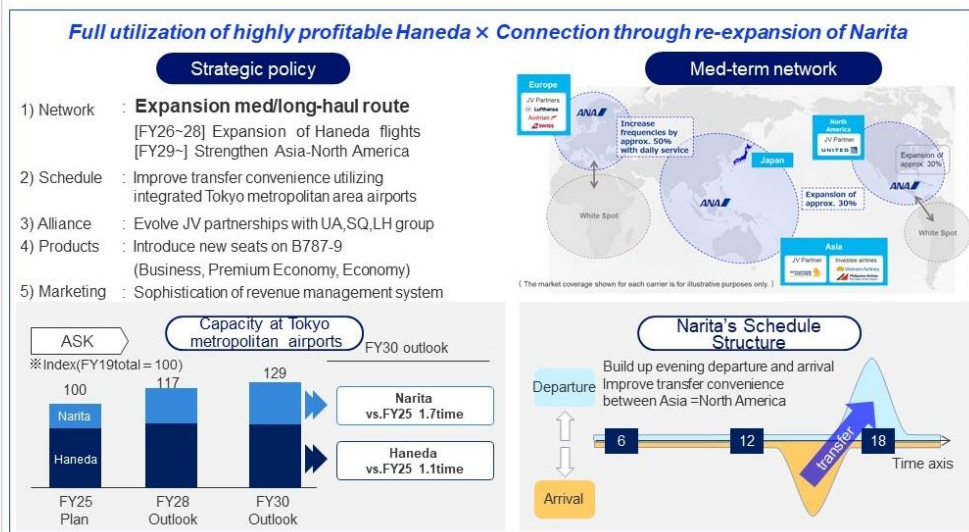 Full utilization of highly profitable Haneda × Connection through re-expansion of Narita
Strategic policy
1) Network : Expansion med/long-haul route
[FY26~28] Expansion of Haneda flights
[FY29~] Strengthen Asia-North America
2) Schedule : Improve transfer convenience utilizing
integrated Tokyo metropolitan area airports
3) Alliance : Evolve JV partnerships with UA,SQ,LH group
4) Products : Introduce new seats on B787-9
(Business, Premium Economy, Economy)
5) Marketing : Sophistication of revenue management system
Med-term network
Europe
JV Partners
Lufthansa
Austrian
SWISS
ANA
Increase
frequencies by
approx. 50%
with daily service
White Spot
Japan
ANA
Expansion of
approx. 30%
North
America
JV Partner
UNITED
Expansion of
approx. 30%
ANA
White Spot
Asia
JV Partner
Investee airlines
Vietnam Airlines
Philippine Airlines
( The market coverage shown for each carrier is for illustrative purposes only. )
Capacity at Tokyo
metropolitan airports
ASK
※Index(FY19total=100)
FY30 outlook
100
117
129
Narita
Haneda
FY25
Plan
FY28
Outlook
FY30
Outlook
Narita
vs.FY25 1.7time
Haneda
vs.FY25 1.1time
Narita's Schedule
Structure
Build up evening departure and arrival
Improve transfer convenience
between Asia =North America
Departure
Arrival
6
12
18
transfer
Time axis